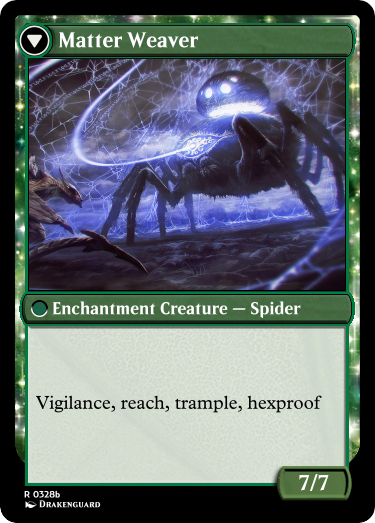 Matter Weaver
Enchantment Creature — Spider
Vigilance, reach, trample, hexproof
7/7
R 0328b
Drakenguard